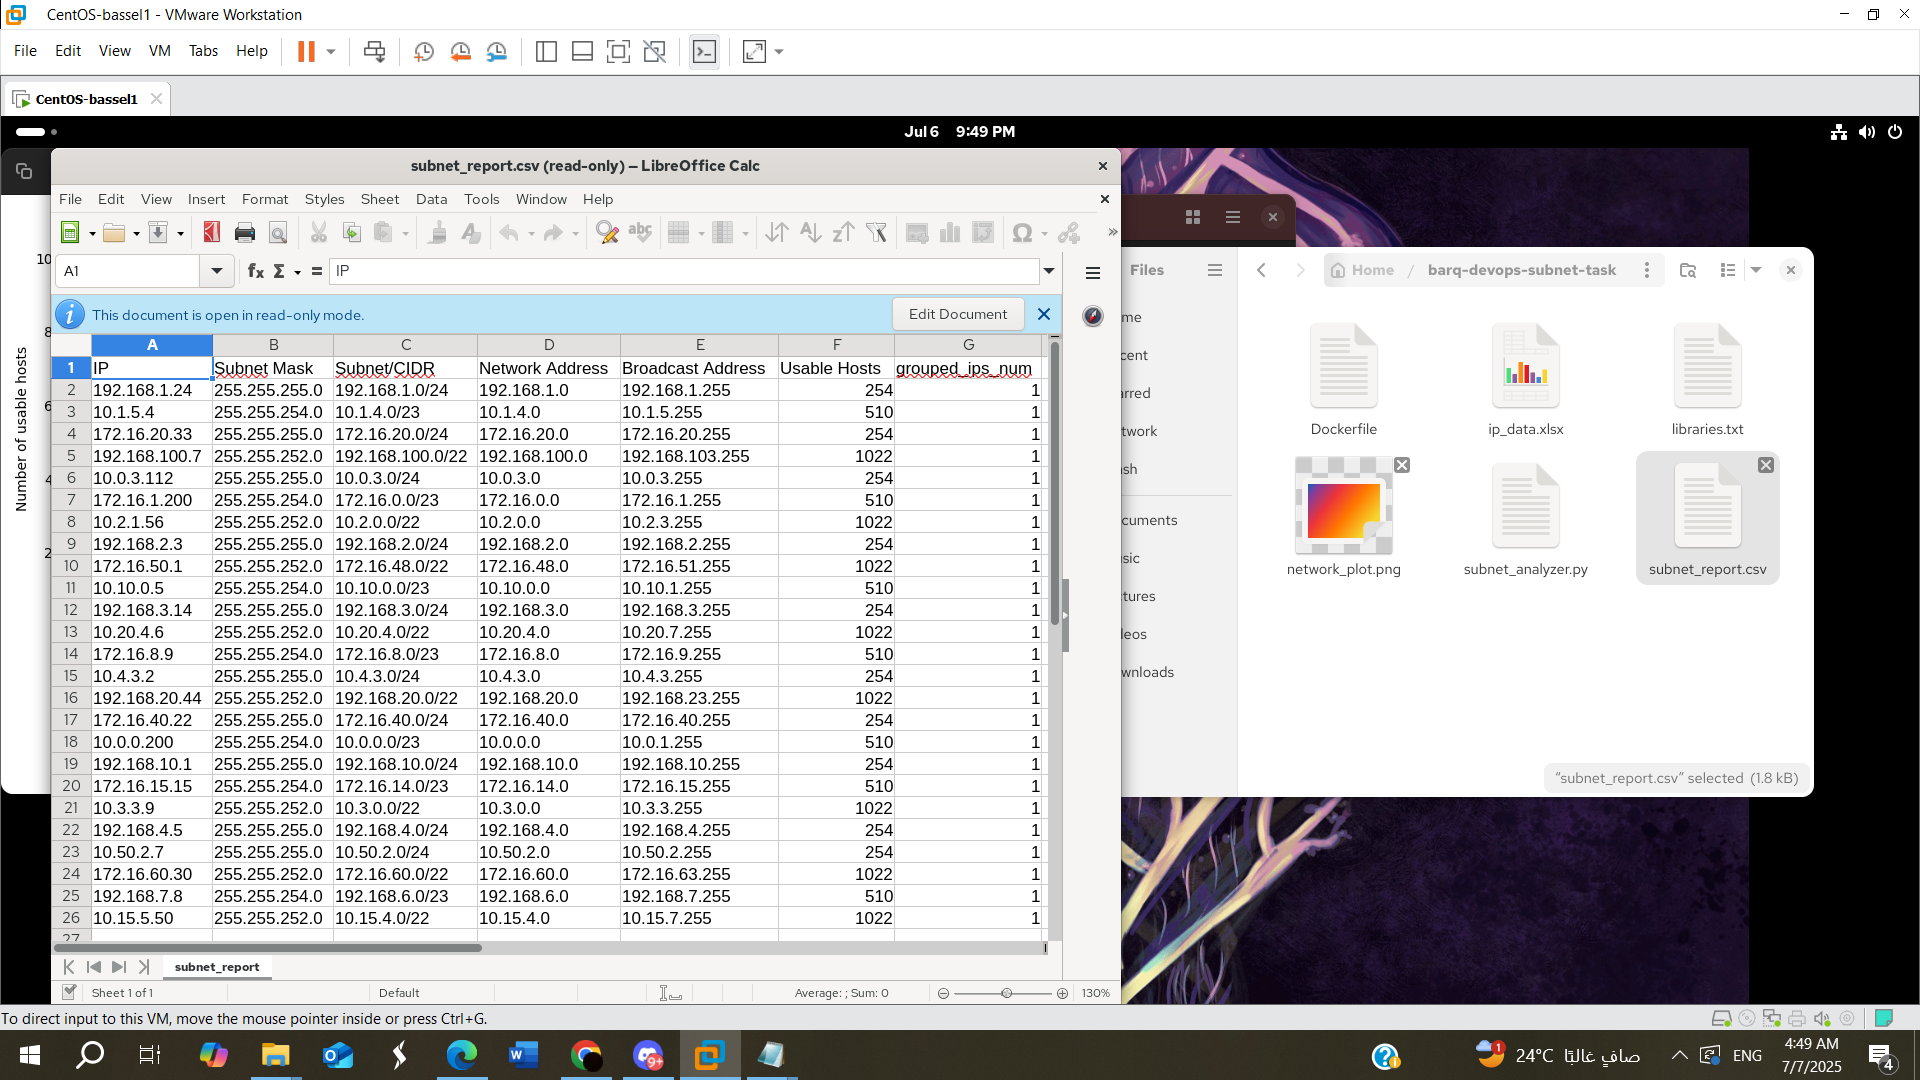 CentOS-bassel1 - VMware Workstation
File Edit View VM Tabs Help
CentOS-bassel1
Jul 6 9:49 PM
subnet_report.csv (read-only) – LibreOffice Calc
File Edit View Insert Format Styles Sheet Data Tools Window Help
A1 IP
This document is open in read-only mode. Edit Document
A B C D E F G
1 IP Subnet Mask Subnet/CIDR Network Address Broadcast Address Usable Hosts grouped_ips_num
2 192.168.1.24 255.255.255.0 192.168.1.0/24 192.168.1.0 192.168.1.255 254 1
3 10.1.5.4 255.255.254.0 10.1.4.0/23 10.1.4.0 10.1.5.255 510 1
4 172.16.20.33 255.255.255.0 172.16.20.0/24 172.16.20.0 172.16.20.255 254 1
5 192.168.100.7 255.255.252.0 192.168.100.0/22 192.168.100.0 192.168.103.255 1022 1
6 10.0.3.112 255.255.255.0 10.0.3.0/24 10.0.3.0 10.0.3.255 254 1
7 172.16.1.200 255.255.254.0 172.16.0.0/23 172.16.0.0 172.16.1.255 510 1
8 10.2.1.56 255.255.252.0 10.2.0.0/22 10.2.0.0 10.2.3.255 1022 1
9 192.168.2.3 255.255.255.0 192.168.2.0/24 192.168.2.0 192.168.2.255 254 1
10 172.16.50.1 255.255.252.0 172.16.48.0/22 172.16.48.0 172.16.51.255 1022 1
11 10.10.0.5 255.255.254.0 10.10.0.0/23 10.10.0.0 10.10.1.255 510 1
12 192.168.3.14 255.255.255.0 192.168.3.0/24 192.168.3.0 192.168.3.255 254 1
13 10.20.4.6 255.255.252.0 10.20.4.0/22 10.20.4.0 10.20.7.255 1022 1
14 172.16.8.9 255.255.254.0 172.16.8.0/23 172.16.8.0 172.16.9.255 510 1
15 10.4.3.2 255.255.255.0 10.4.3.0/24 10.4.3.0 10.4.3.255 254 1
16 192.168.20.44 255.255.252.0 192.168.20.0/22 192.168.20.0 192.168.23.255 1022 1
17 172.16.40.22 255.255.255.0 172.16.40.0/24 172.16.40.0 172.16.40.255 254 1
18 10.0.0.200 255.255.254.0 10.0.0.0/23 10.0.0.0 10.0.1.255 510 1
19 192.168.10.1 255.255.255.0 192.168.10.0/24 192.168.10.0 192.168.10.255 254 1
20 172.16.15.15 255.255.254.0 172.16.14.0/23 172.16.14.0 172.16.15.255 510 1
21 10.3.3.9 255.255.252.0 10.3.0.0/22 10.3.0.0 10.3.3.255 1022 1
22 192.168.4.5 255.255.255.0 192.168.4.0/24 192.168.4.0 192.168.4.255 254 1
23 10.50.2.7 255.255.255.0 10.50.2.0/24 10.50.2.0 10.50.2.255 254 1
24 172.16.60.30 255.255.252.0 172.16.60.0/22 172.16.60.0 172.16.63.255 1022 1
25 192.168.7.8 255.255.254.0 192.168.6.0/23 192.168.6.0 192.168.7.255 510 1
26 10.15.5.50 255.255.252.0 10.15.4.0/22 10.15.4.0 10.15.7.255 1022 1
27
subnet_report
Sheet 1 of 1 Default Average: ; Sum: 0 130%
Number of usable hosts
10
8
6
4
2
Files Home / barq-devops-subnet-task
me
cent
arred
twork
ash
cuments
sic
tures
deos
wnloads
Dockerfile ip_data.xlsx libraries.txt
network_plot.png subnet_analyzer.py subnet_report.csv
“subnet_report.csv” selected (1.8 kB)
To direct input to this VM, move the mouse pointer inside or press Ctrl+G.
9+ 1 24°C صافٍ غالبًا ENG 4:49 AM
7/7/2025 4